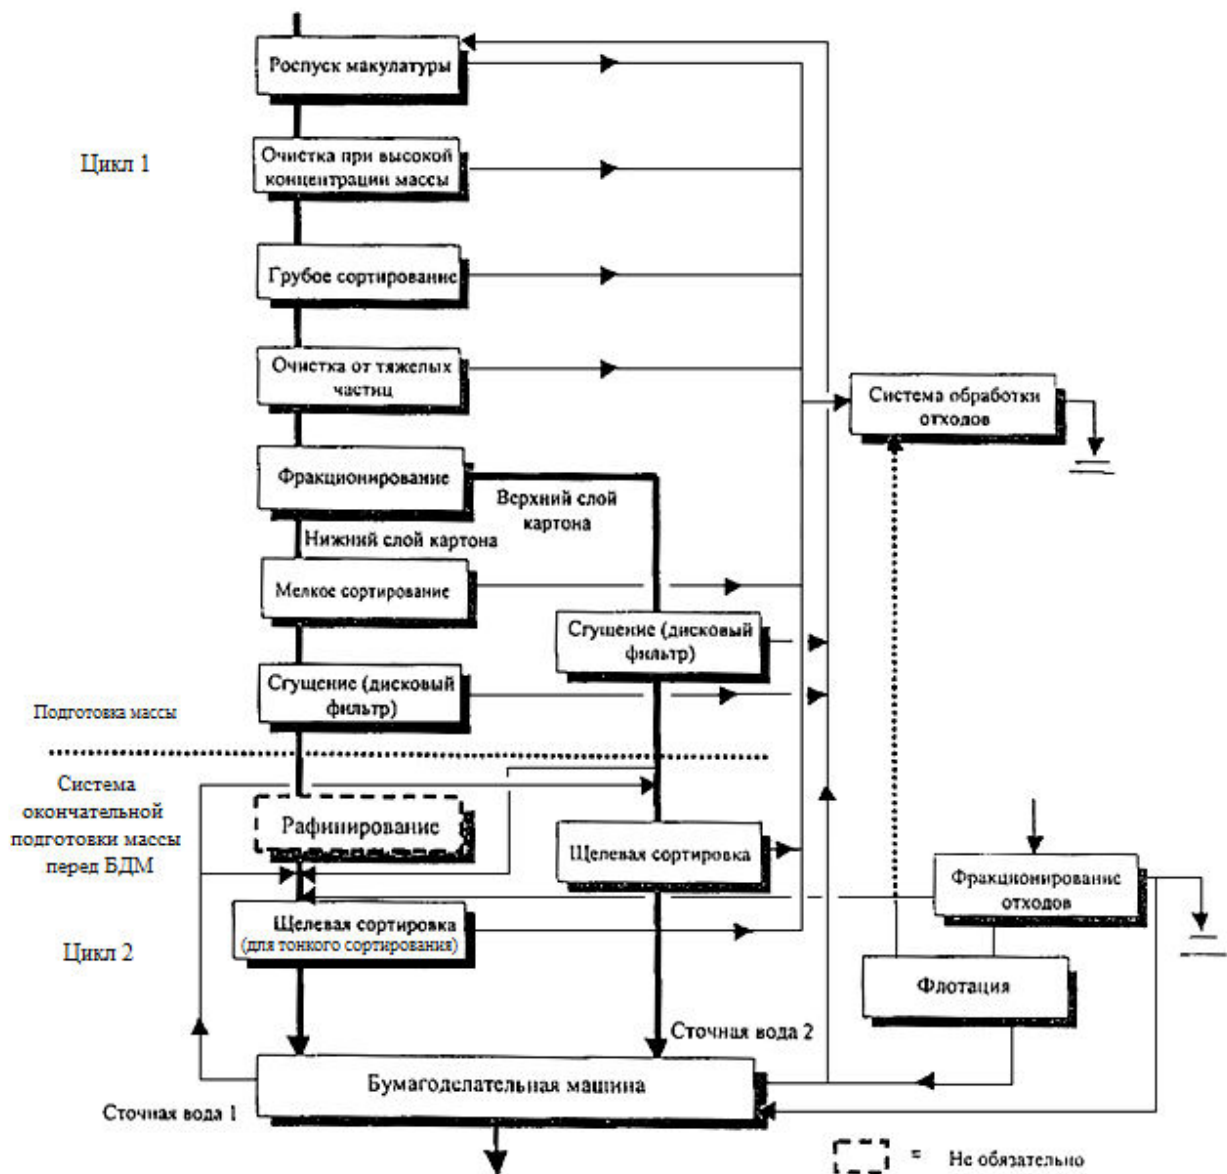 Роспуск макулатуры
Цикл 1
Очистка при высокой
концентрации массы
Грубое сортирование
Очистка от тяжелых
частиц
Система обработки
отходов
Фракционирование
Верхний слой
картона
Нижний слой картона
Мелкое сортирование
Сгущение (дисковый
фильтр)
Сгущение (дисковый
фильтр)
Подготовка массы
Система
окончательной
подготовки массы
перед БДМ
Рафинирование
Щелевая сортировка
Фракционирование
отходов
Щелевая сортировка
(для тонкого сортирования)
Цикл 2
Флотация
Сточная вода 2
Бумагоделательная машина
Сточная вода 1
= Не обязательно